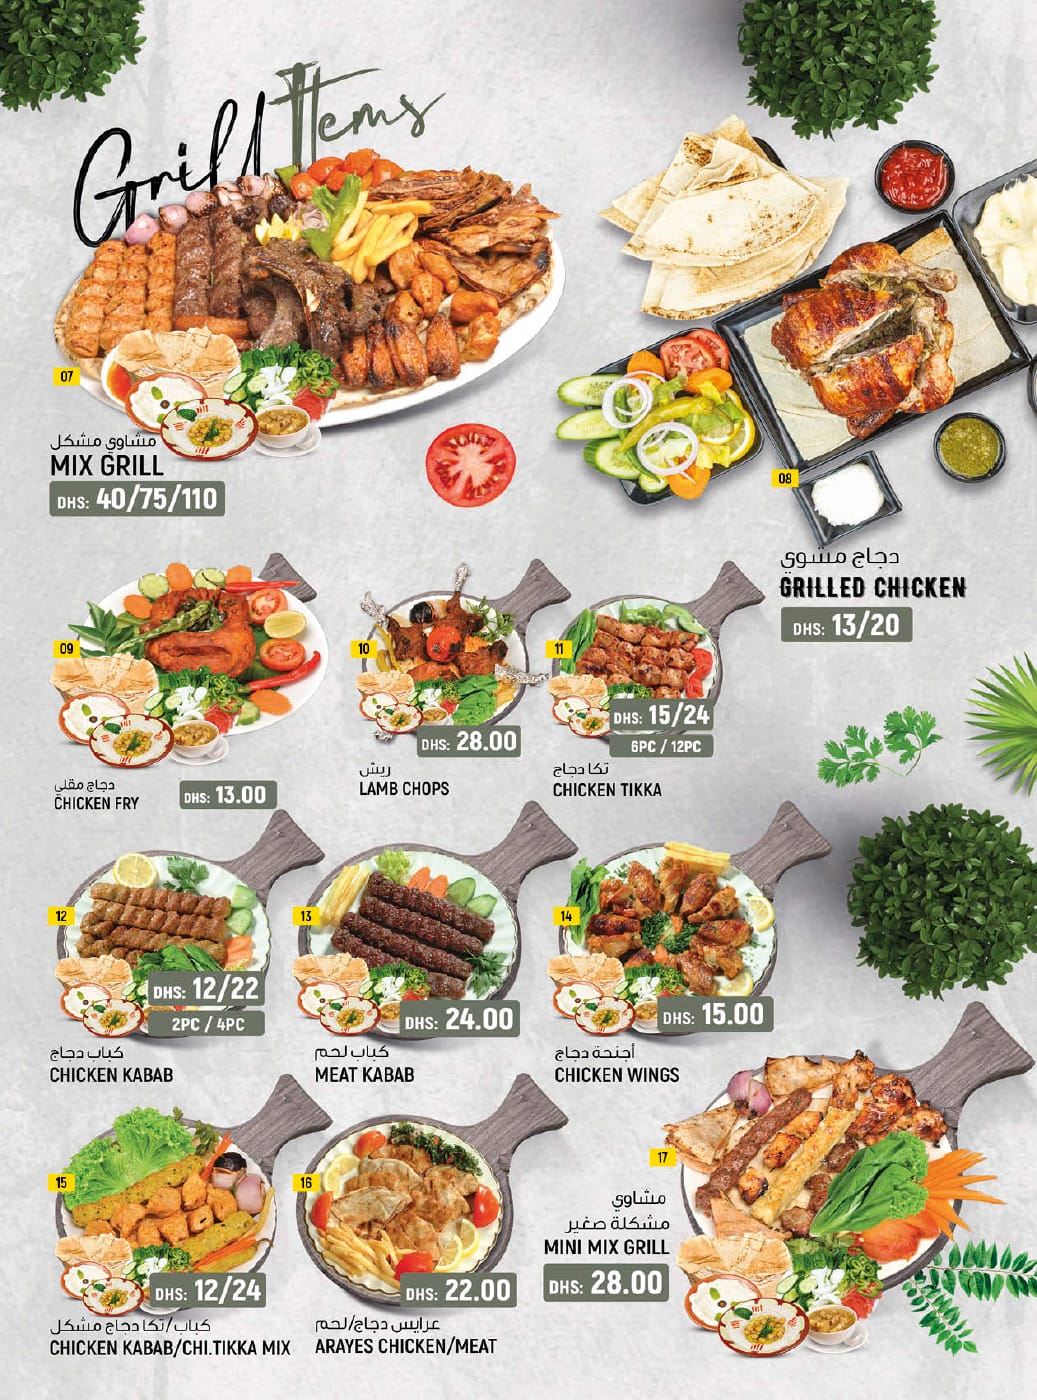 Grill Items
07
مشاوي مشكل
MIX GRILL
DHS: 40/75/110
08
دجاج مشوي
GRILLED CHICKEN
DHS: 13/20
09
دجاج مقلي
CHICKEN FRY
DHS: 13.00
10
DHS: 28.00
ريش
LAMB CHOPS
11
DHS: 15/24
6PC / 12PC
تكا دجاج
CHICKEN TIKKA
12
DHS: 12/22
2PC / 4PC
كباب دجاج
CHICKEN KABAB
13
DHS: 24.00
كباب لحم
MEAT KABAB
14
DHS: 15.00
أجنحة دجاج
CHICKEN WINGS
15
DHS: 12/24
كباب/تكا دجاج مشكل
CHICKEN KABAB/CHI.TIKKA MIX
16
DHS: 22.00
عرايس دجاج/لحم
ARAYES CHICKEN/MEAT
17
مشاوي
مشكلة صغير
MINI MIX GRILL
DHS: 28.00